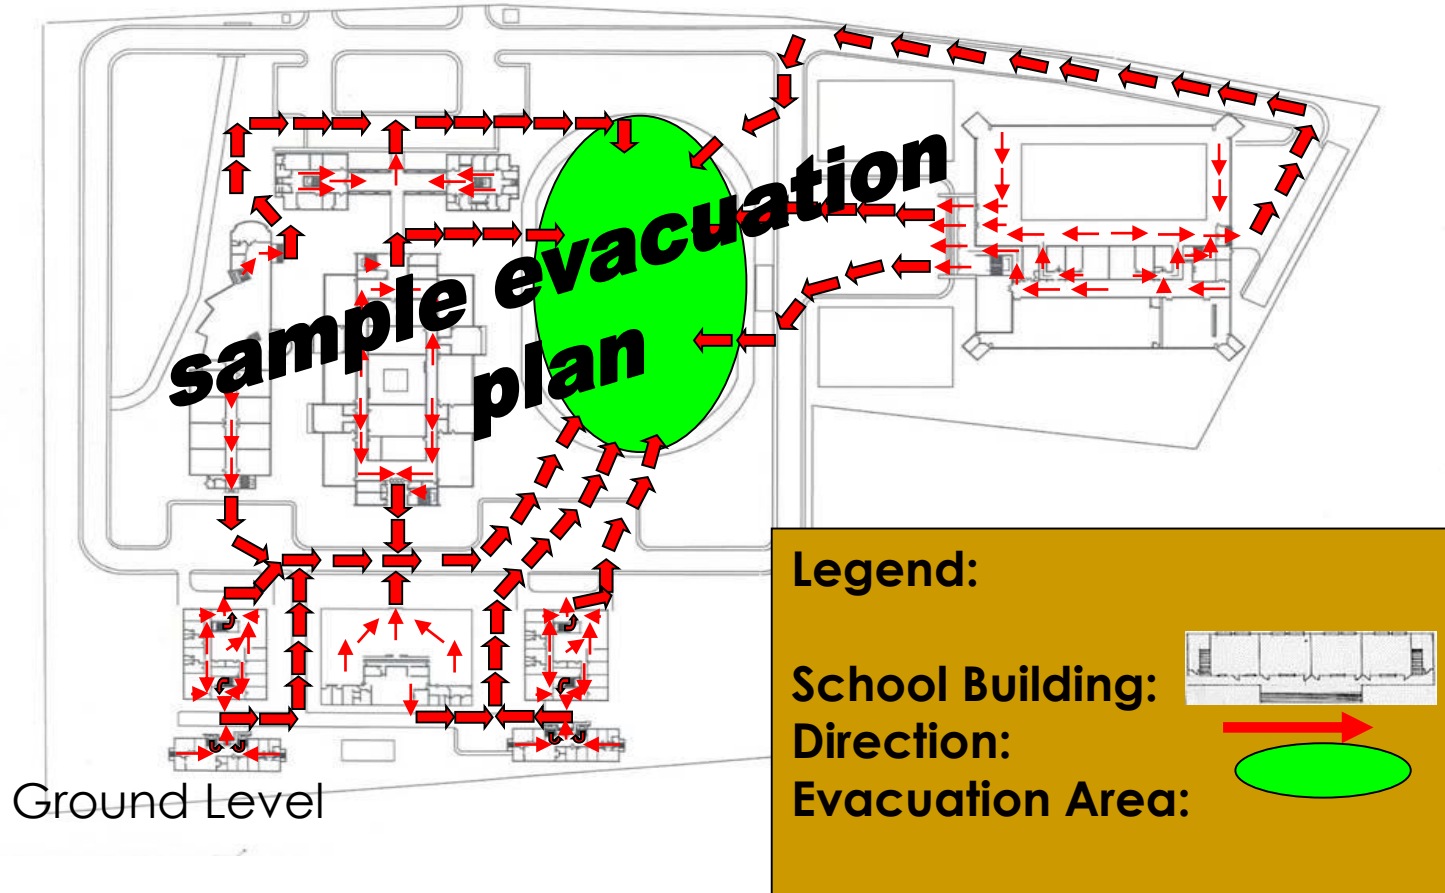 sample evacuation
plan
Legend:
School Building:
Direction:
Evacuation Area:
Ground Level